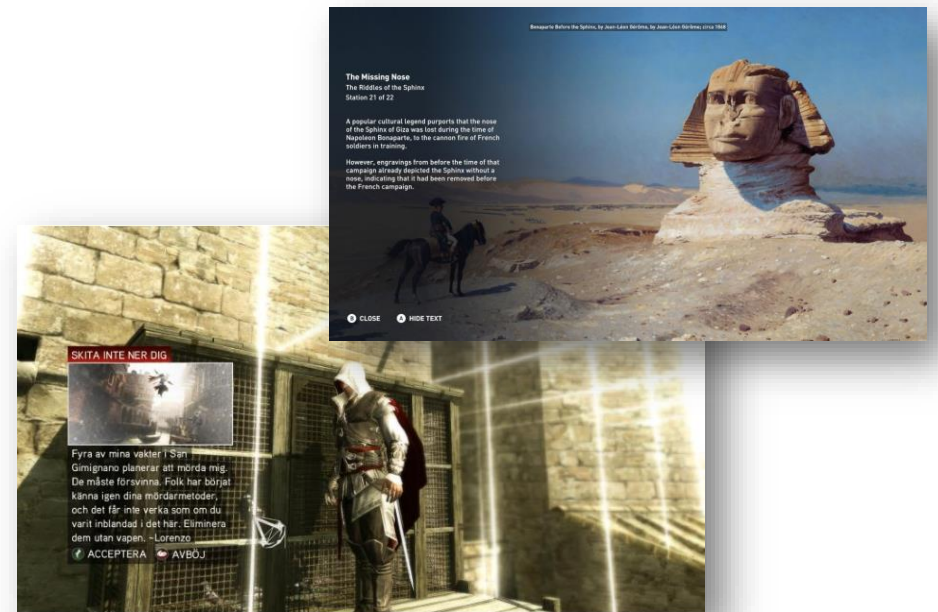 Bonaparte Before the Sphinx, by Jean-Léon Gérôme, by Jean-Léon Gérôme; circa 1868
The Missing Nose
The Riddles of the Sphinx
Station 21 of 22
A popular cultural legend purports that the nose
of the Sphinx of Giza was lost during the time of
Napoleon Bonaparte, to the cannon fire of French
soldiers in training.
However, engravings from before the time of that
campaign already depicted the Sphinx without a
nose, indicating that it had been removed before
the French campaign.
B CLOSE A HIDE TEXT
SKITA INTE NER DIG
Fyra av mina vakter i San
Gimignano planerar att mörda mig.
De måste försvinna. Folk har börjat
känna igen dina mördarmetoder,
och det får inte verka som om du
varit inblandad i det här. Eliminera
dem utan vapen. -Lorenzo
ACCEPTERA AVBÖJ